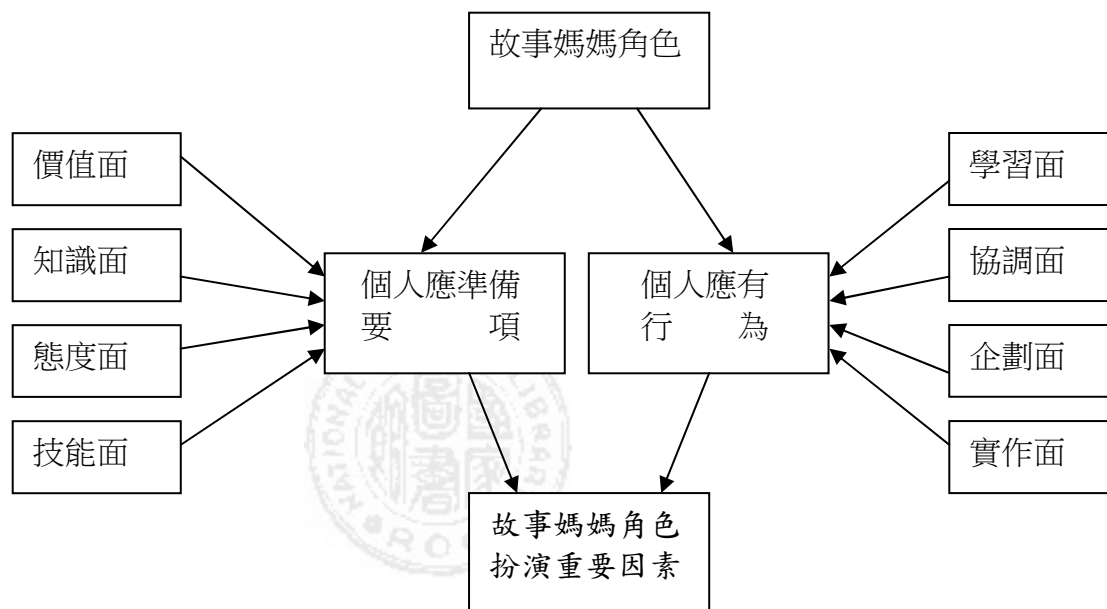 故事媽媽角色
價值面
知識面
態度面
技能面
個人應準備
要項
個人應有
行為
學習面
協調面
企劃面
實作面
故事媽媽角色
扮演重要因素
NATIONAL
LIBRARY